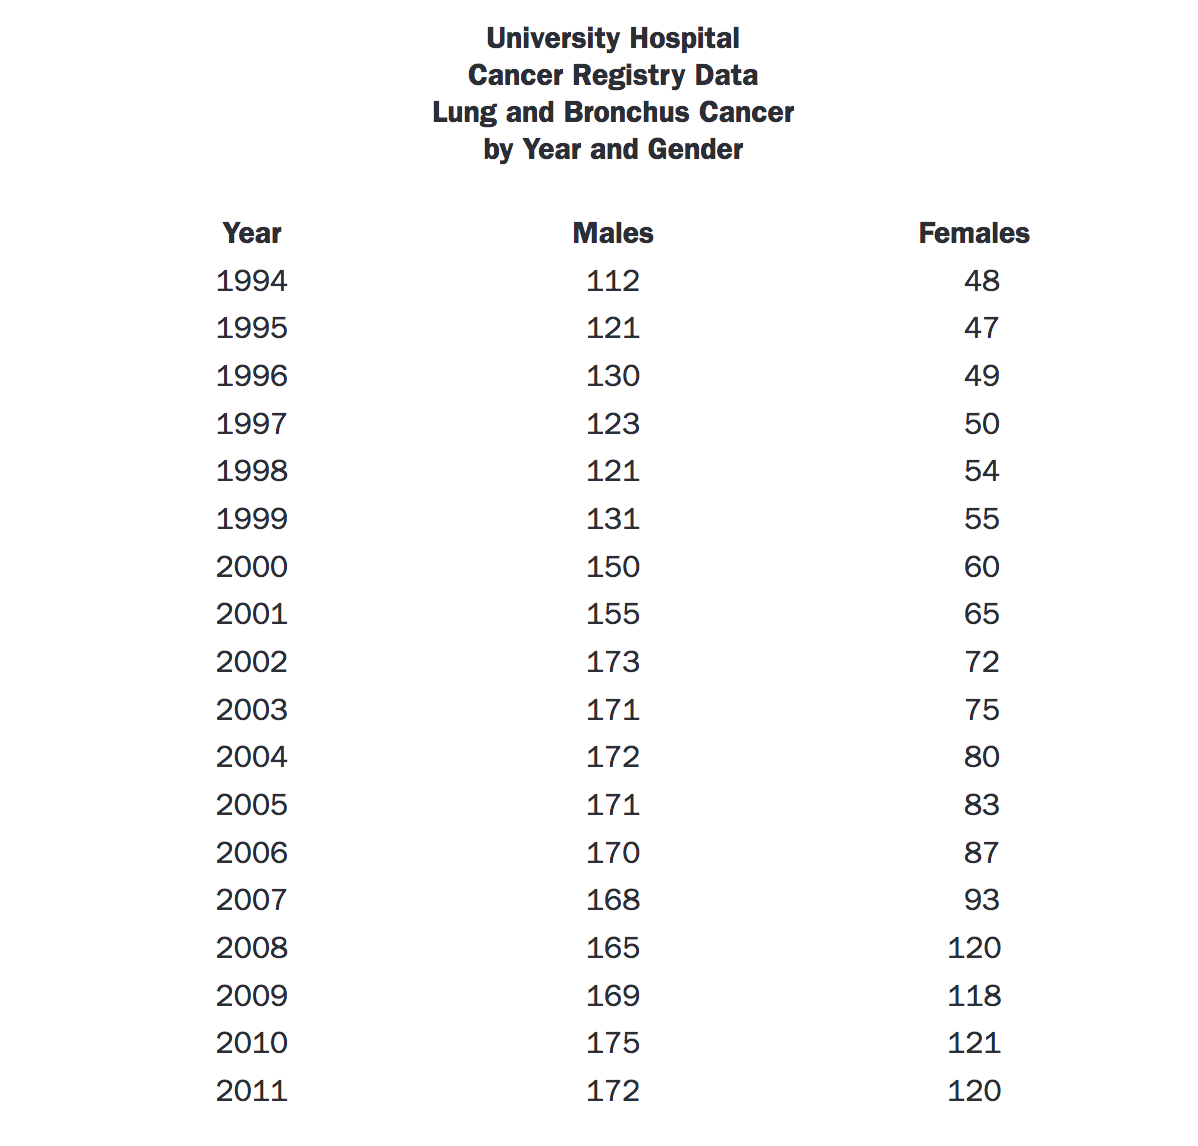 University Hospital
Cancer Registry Data
Lung and Bronchus Cancer
by Year and Gender
Year Males Females
1994 112 48
1995 121 47
1996 130 49
1997 123 50
1998 121 54
1999 131 55
2000 150 60
2001 155 65
2002 173 72
2003 171 75
2004 172 80
2005 171 83
2006 170 87
2007 168 93
2008 165 120
2009 169 118
2010 175 121
2011 172 120